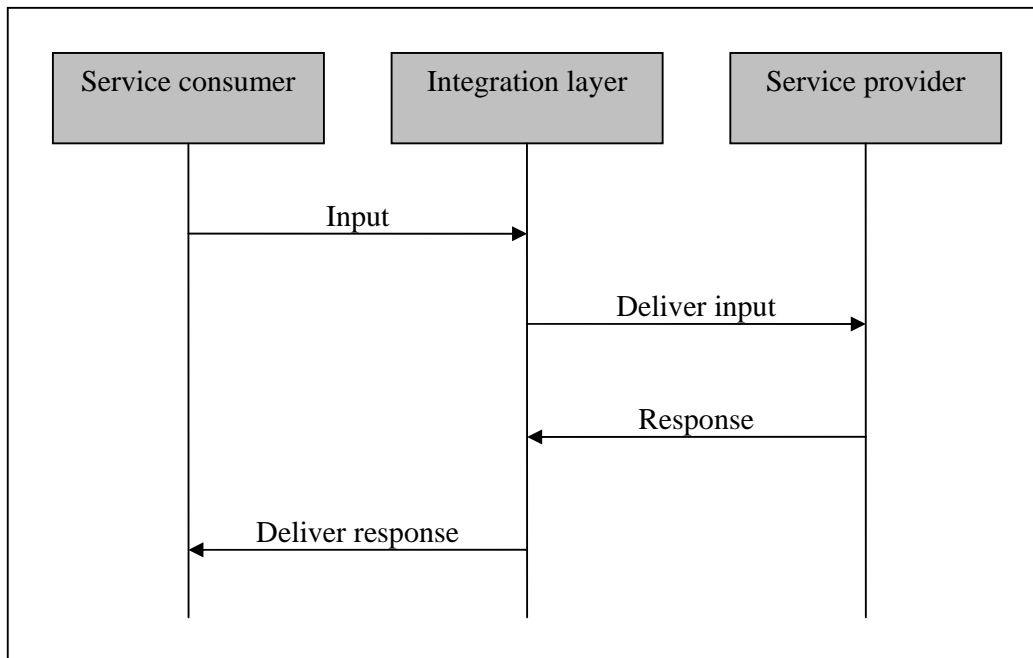 Service consumer
Integration layer
Service provider
Input
Deliver input
Response
Deliver response